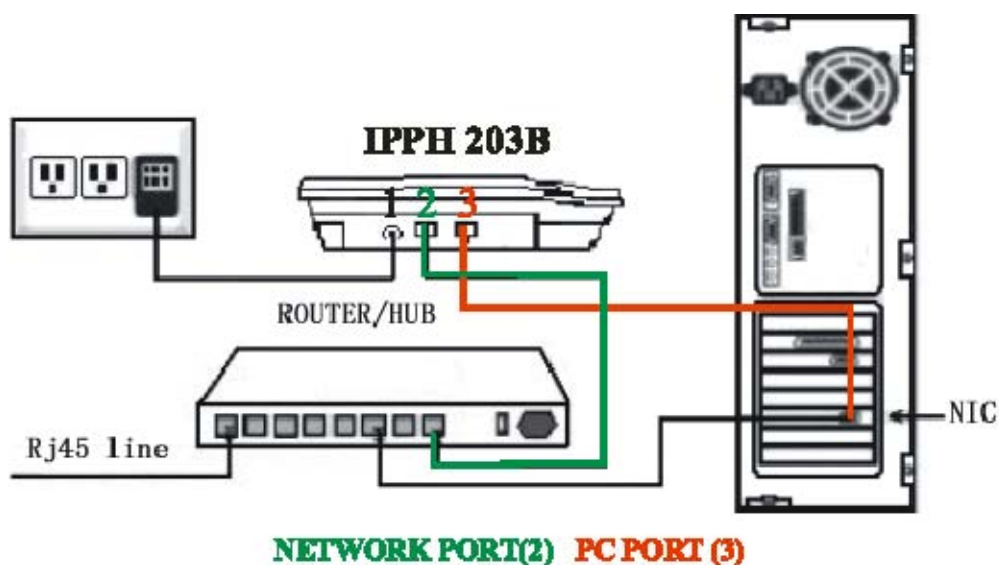 IPPH 203B
1 2 3
ROUTER/HUB
NIC
Rj45 line
NETWORK PORT(2) PC PORT (3)